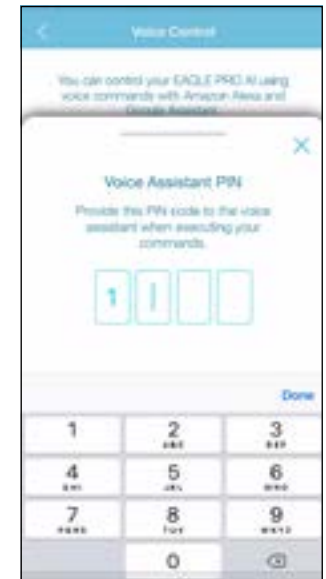 Voice Control
You can control your EAGLE PRO AI using
voice commands with Amazon Alexa and
Google Assistant.
Voice Assistant PIN
Provide this PIN code to the voice
assistant when executing your
commands.
1
Done
1 2 3
ABC DEF
4 5 6
GHI JKL MNO
7 8 9
PQRS TUV WXYZ
0